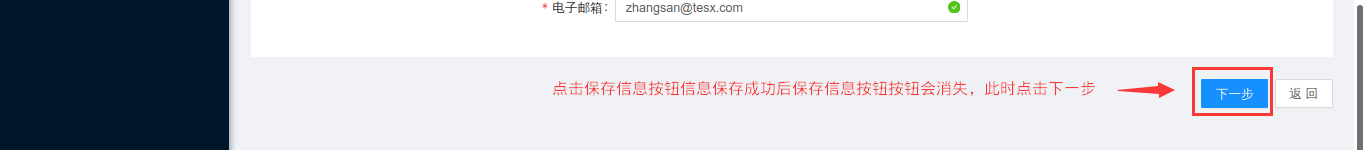 * 电子邮箱： zhangsan@tesx.com
点击保存信息按钮信息保存成功后保存信息按钮按钮会消失，此时点击下一步 下一步 返 回